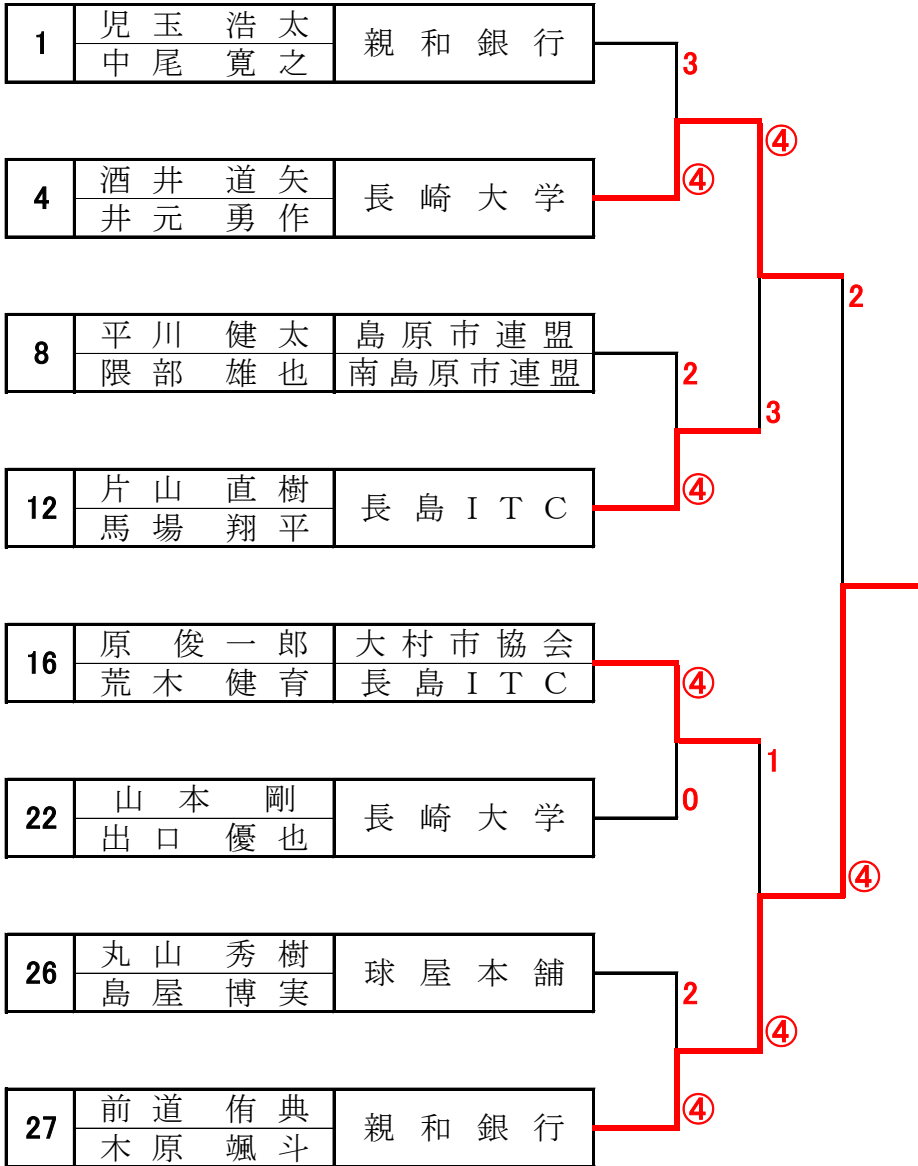 1 児玉 浩太 親和銀行
中尾 寛之
3
④
4 酒井 道矢 長崎大学
井元 勇作
④
2
8 平川 健太 島原市連盟
隈部 雄也 南島原市連盟
2
3
12 片山 直樹 長島ITC
馬場 翔平
④
16 原 俊一郎 大村市協会
荒木 健育 長島ITC
④
1
22 山本 剛 長崎大学
出口 優也
0
④
26 丸山 秀樹 球屋本舗
島屋 博実
2
④
27 前道 侑典 親和銀行
木原 颯斗
④